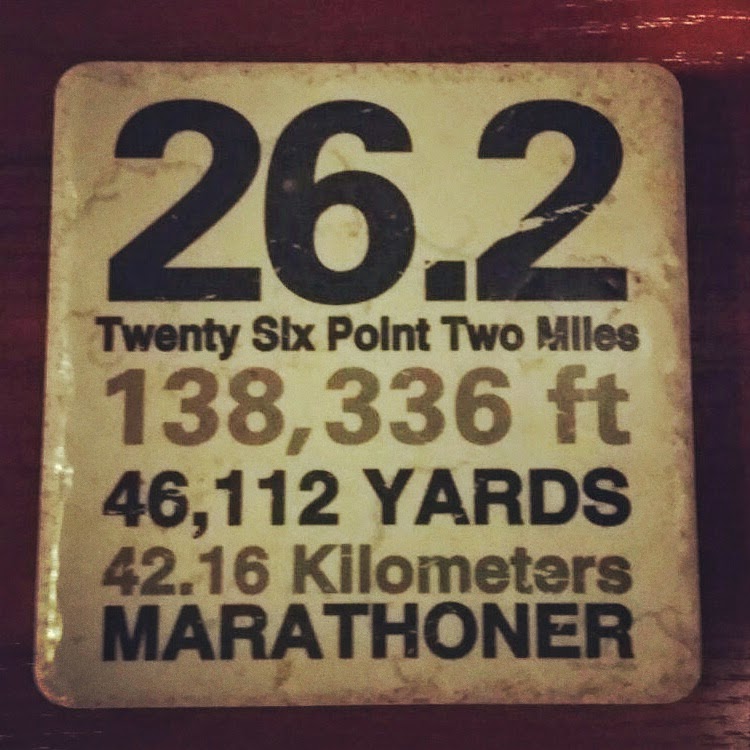 26.2
Twenty Six Point Two Miles
138,336 ft
46,112 YARDS
42.16 Kilometers
MARATHONER